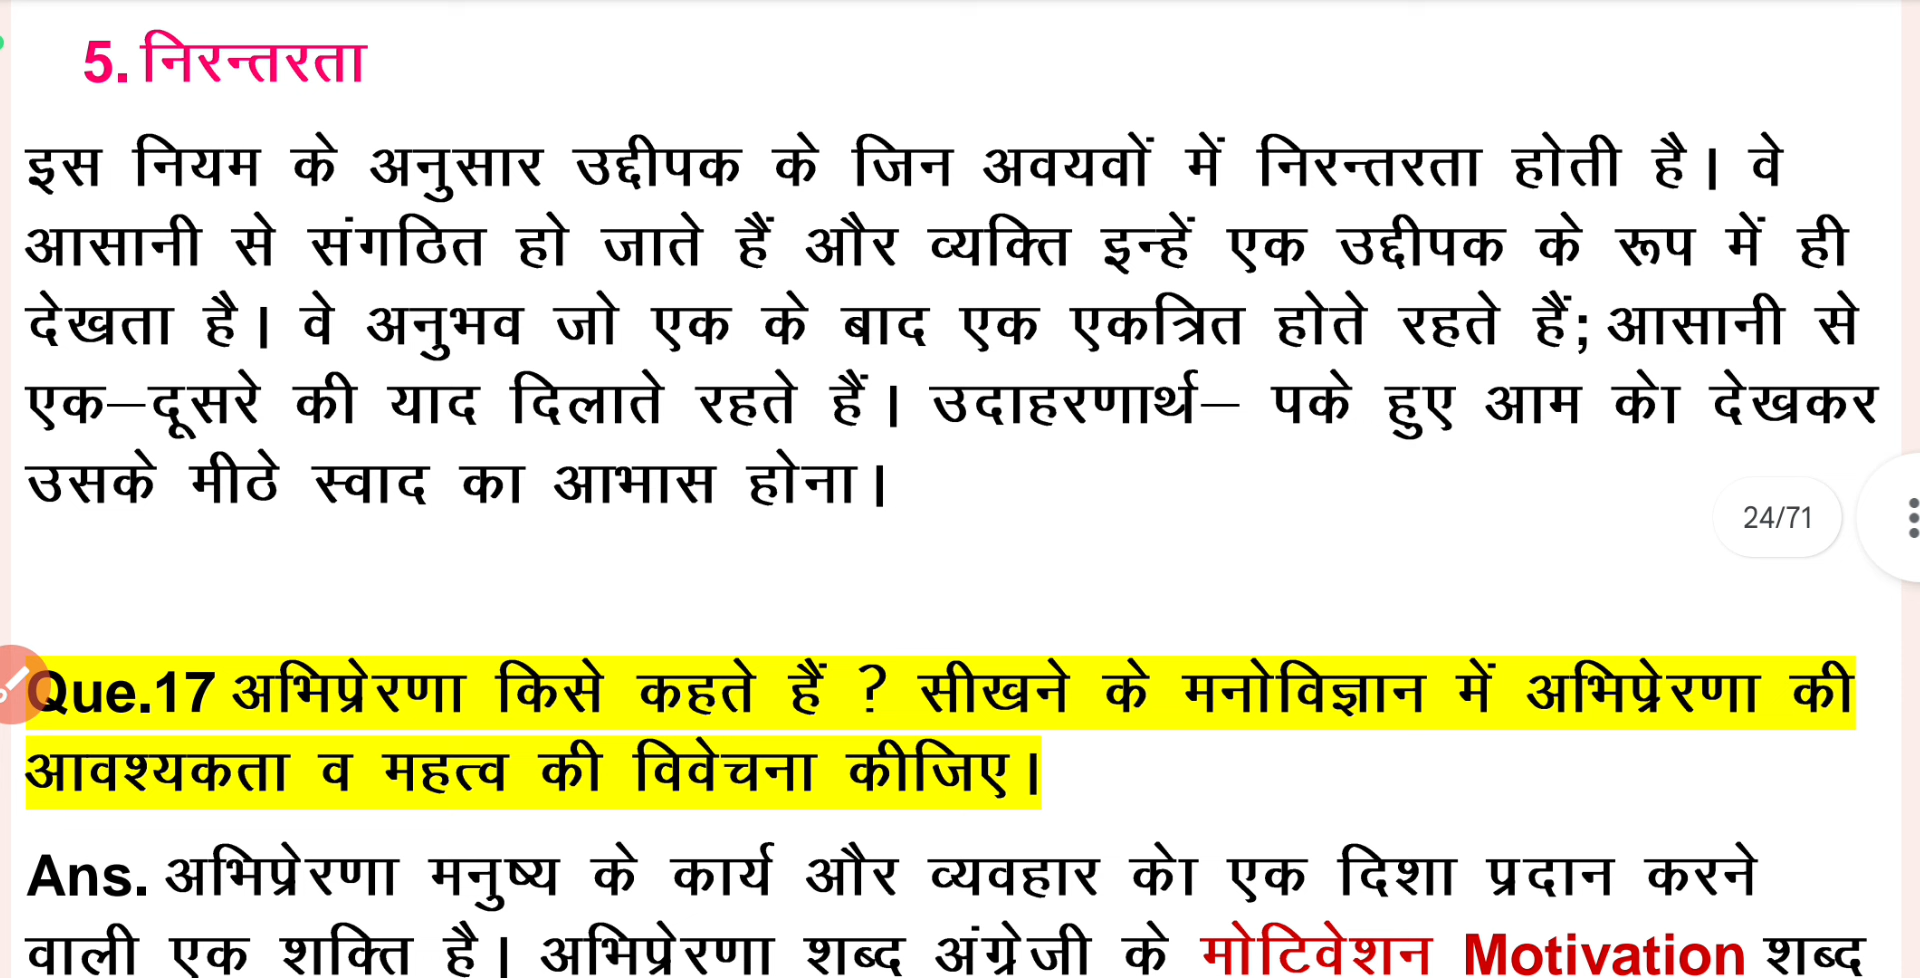 5. निरन्तरता
इस नियम के अनुसार उद्दीपक के जिन अवयवों में निरन्तरता होती है। वे
आसानी से संगठित हो जाते हैं और व्यक्ति इन्हें एक उद्दीपक के रूप में ही
देखता है। वे अनुभव जो एक के बाद एक एकत्रित होते रहते हैं; आसानी से
एक–दूसरे की याद दिलाते रहते हैं। उदाहरणार्थ– पके हुए आम को देखकर
उसके मीठे स्वाद का आभास होना।
24/71
Que.17 अभिप्रेरणा किसे कहते हैं ? सीखने के मनोविज्ञान में अभिप्रेरणा की
आवश्यकता व महत्व की विवेचना कीजिए।
Ans. अभिप्रेरणा मनुष्य के कार्य और व्यवहार को एक दिशा प्रदान करने
वाली एक शक्ति है। अभिप्रेरणा शब्द अंग्रेजी के मोटिवेशन Motivation शब्द